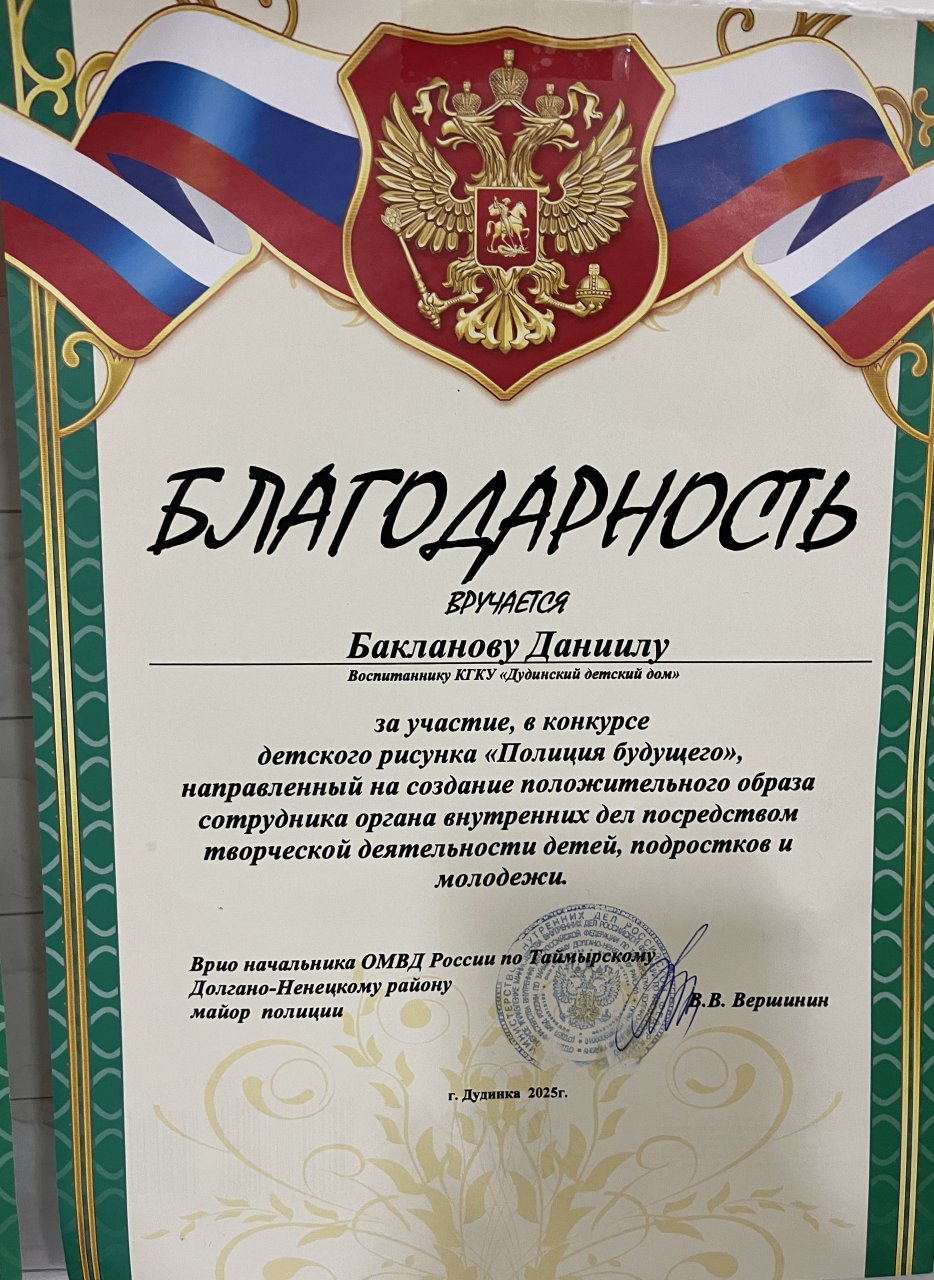 БЛАГОДАРНОСТЬ
ВРУЧАЕТСЯ
Бакланову Даниилу
Воспитаннику КГКУ «Дудинский детский дом»
за участие, в конкурсе
детского рисунка «Полиция будущего»,
направленный на создание положительного образа
сотрудника органа внутренних дел посредством
творческой деятельности детей, подростков и
молодежи.
Врио начальника ОМВД России по Таймырскому
Долгано-Ненецкому району
майор полиции
В.В. Вершинин
г. Дудинка 2025г.